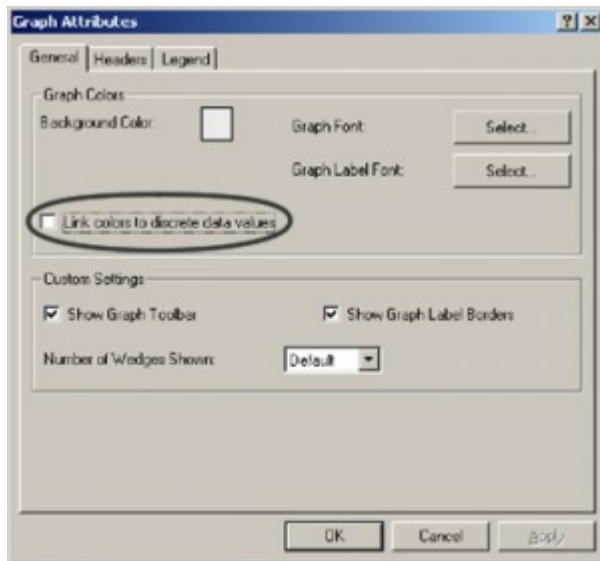 Graph Attributes
General Headers Legend
Graph Colors
Background Color:
Graph Font:
Select...
Graph Label Font:
Select...
Link colors to discrete data values
Custom Settings
Show Graph Toolbar
Show Graph Label Borders
Number of Wedges Shown:
Default
OK Cancel Apply